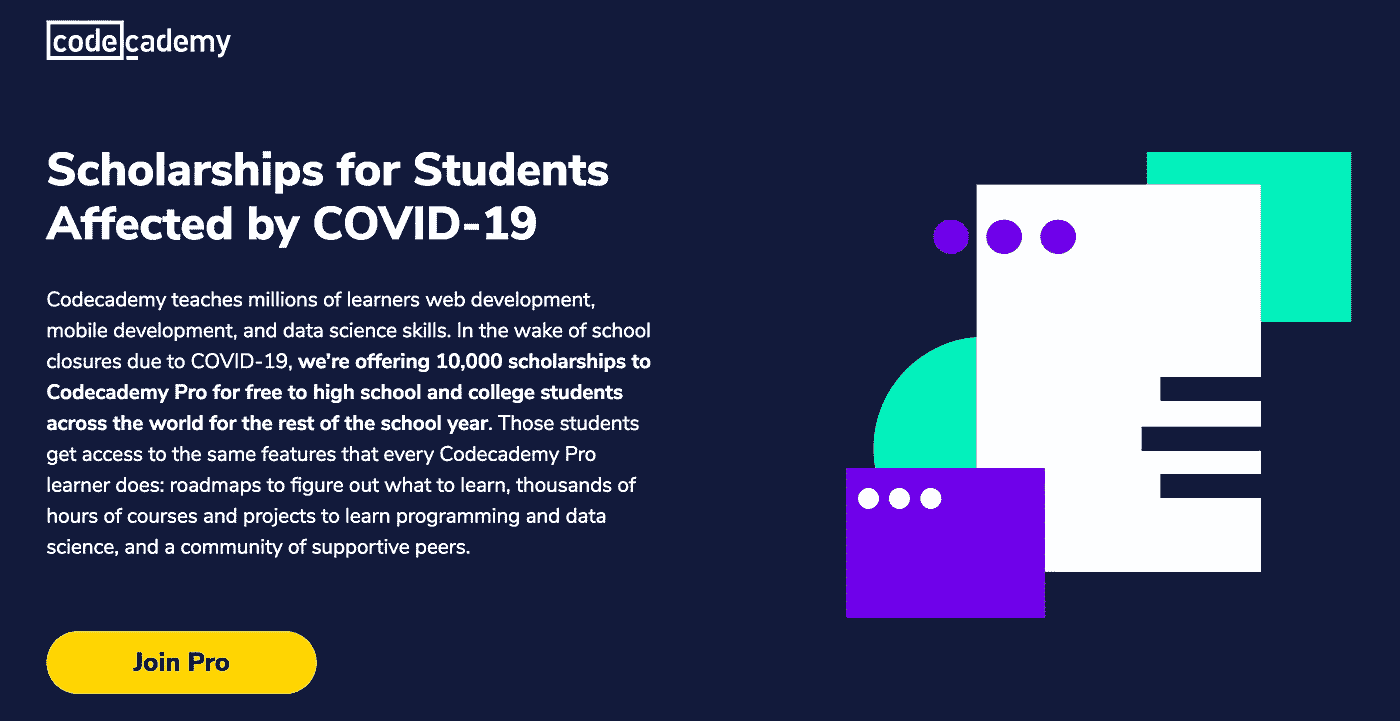 codecademy
Scholarships for Students
Affected by COVID-19
Codecademy teaches millions of learners web development,
mobile development, and data science skills. In the wake of school
closures due to COVID-19, we're offering 10,000 scholarships to
Codecademy Pro for free to high school and college students
across the world for the rest of the school year. Those students
get access to the same features that every Codecademy Pro
learner does: roadmaps to figure out what to learn, thousands of
hours of courses and projects to learn programming and data
science, and a community of supportive peers.
Join Pro